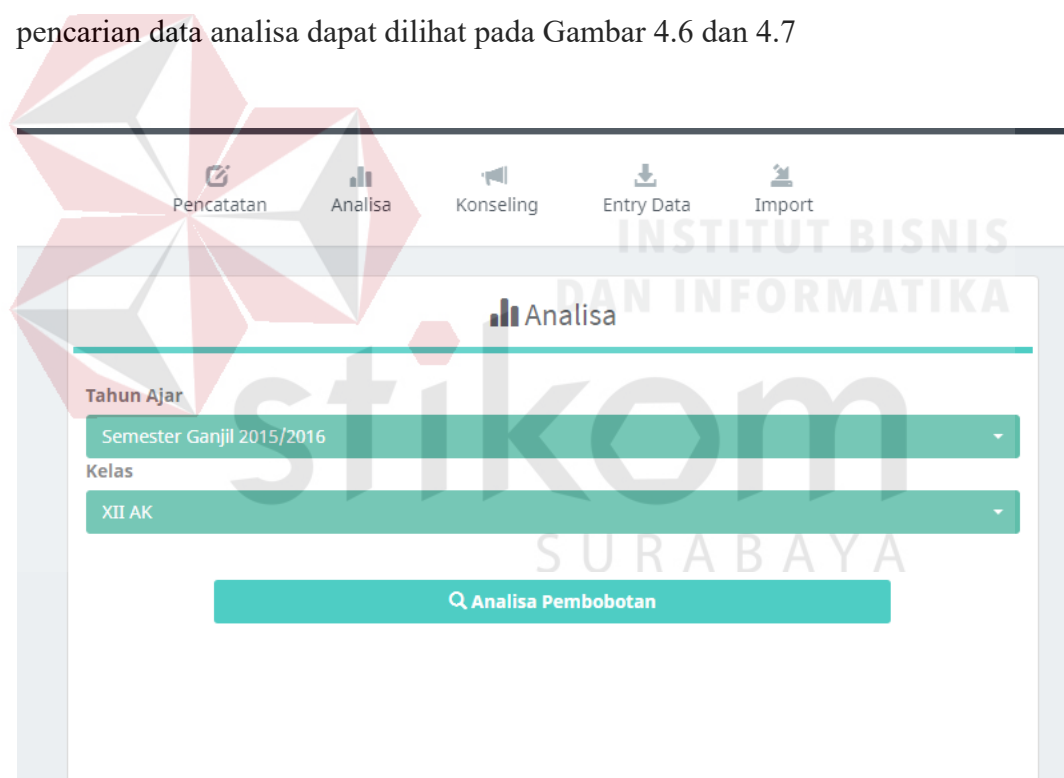 pencarian data analisa dapat dilihat pada Gambar 4.6 dan 4.7
Pencatatan Analisa Konseling Entry Data Import
INSTITUT BISNIS
DAN INFORMATIKA
Analisa
stikom
Tahun Ajar
Semester Ganjil 2015/2016
Kelas
XII AK
SURABAYA
Analisa Pembobotan